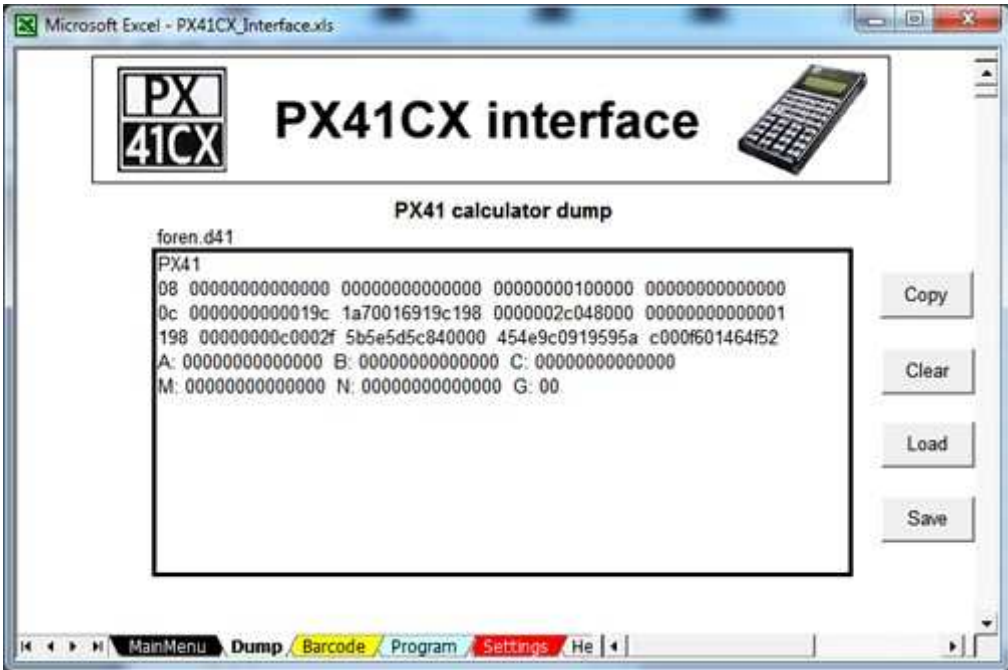 Microsoft Excel - PX41CX_Interface.xls
PX
41CX
PX41CX interface
PX41 calculator dump
foren.d41
PX41
08 00000000000000 00000000000000 00000000100000 00000000000000
0c 0000000000019c 1a70016919c198 0000002c048000 00000000000001
198 00000000c0002f 5b5e5d5c840000 454e9c0919595a c000f601464f52
A: 00000000000000 B: 00000000000000 C: 00000000000000
M: 00000000000000 N: 00000000000000 G: 00
Copy
Clear
Load
Save
MainMenu Dump Barcode Program Settings He